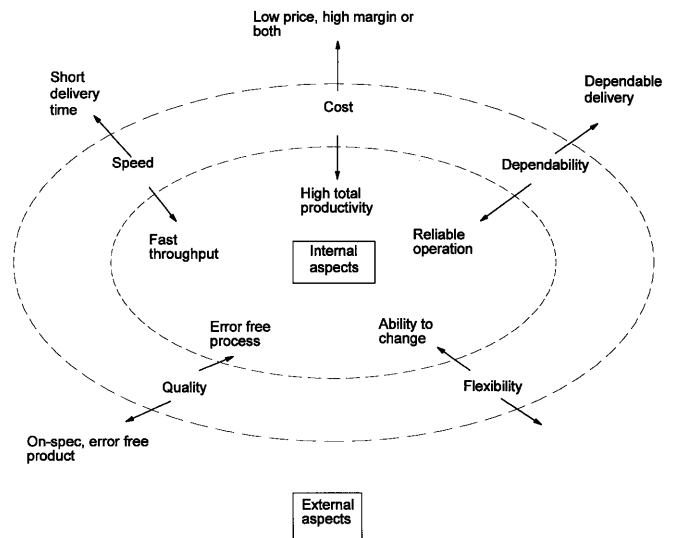 Low price, high margin or
both
Short
delivery
time
Dependable
delivery
Cost
Speed
Dependability
High total
productivity
Fast
throughput
Reliable
operation
Internal
aspects
Error free
process
Ability to
change
Quality
Flexibility
On-spec, error free
product
External
aspects